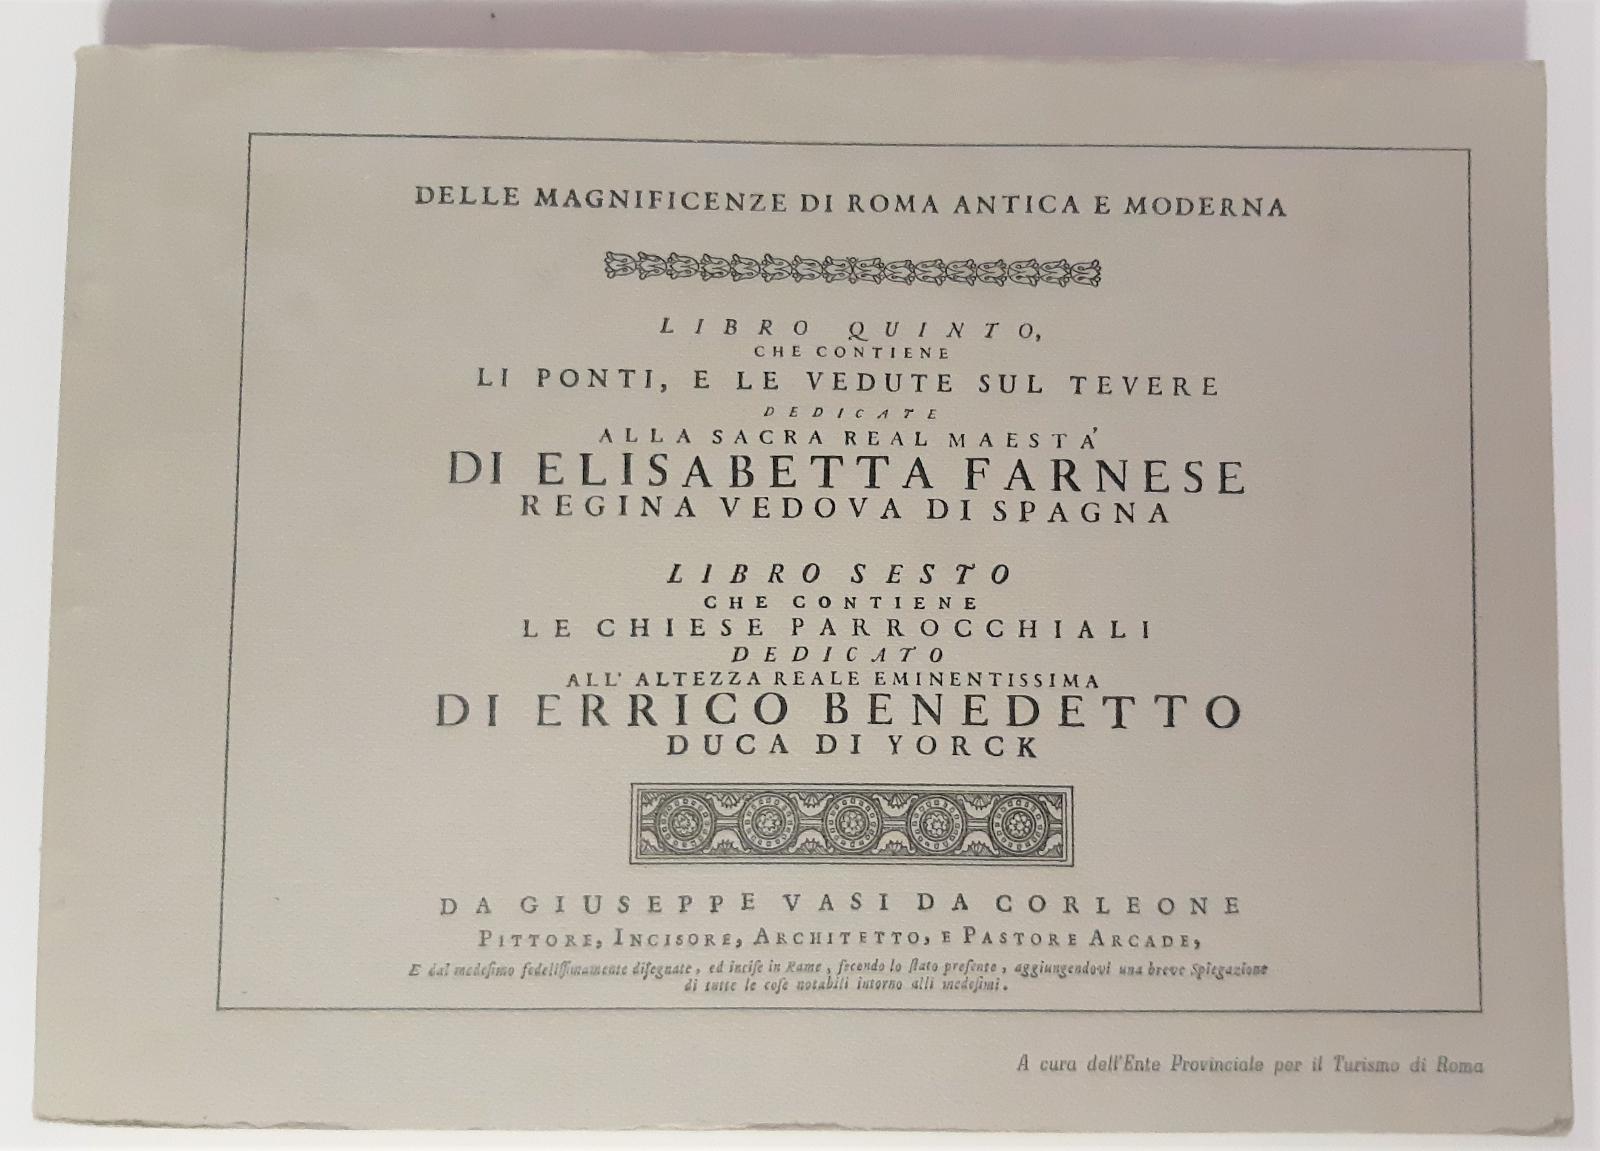 DELLE MAGNIFICENZE DI ROMA ANTICA E MODERNA
LIBRO QUINTO,
CHE CONTIENE
LI PONTI, E LE VEDUTE SUL TEVERE
DEDICATE
ALLA SACRA REAL MAESTA'
DI ELISABETTA FARNESE
REGINA VEDOVA DI SPAGNA
LIBRO SESTO
CHE CONTIENE
LE CHIESE PARROCCHIALI
DEDICATO
ALL' ALTEZZA REALE EMINENTISSIMA
DI ERRICO BENEDETTO
DUCA DI YORCK
DA GIUSEPPE VASI DA CORLEONE
PITTORE, INCISORE, ARCHITETTO, E PASTORE ARCADE,
E dal medeſimo fedeliſſimamente diſegnate, ed inciſe in Rame, ſecondo lo ſtato preſente, aggiungendovi una breve Spiegazione
di tutte le coſe notabili intorno alli medeſimi.
A cura dell'Ente Provinciale per il Turismo di Roma